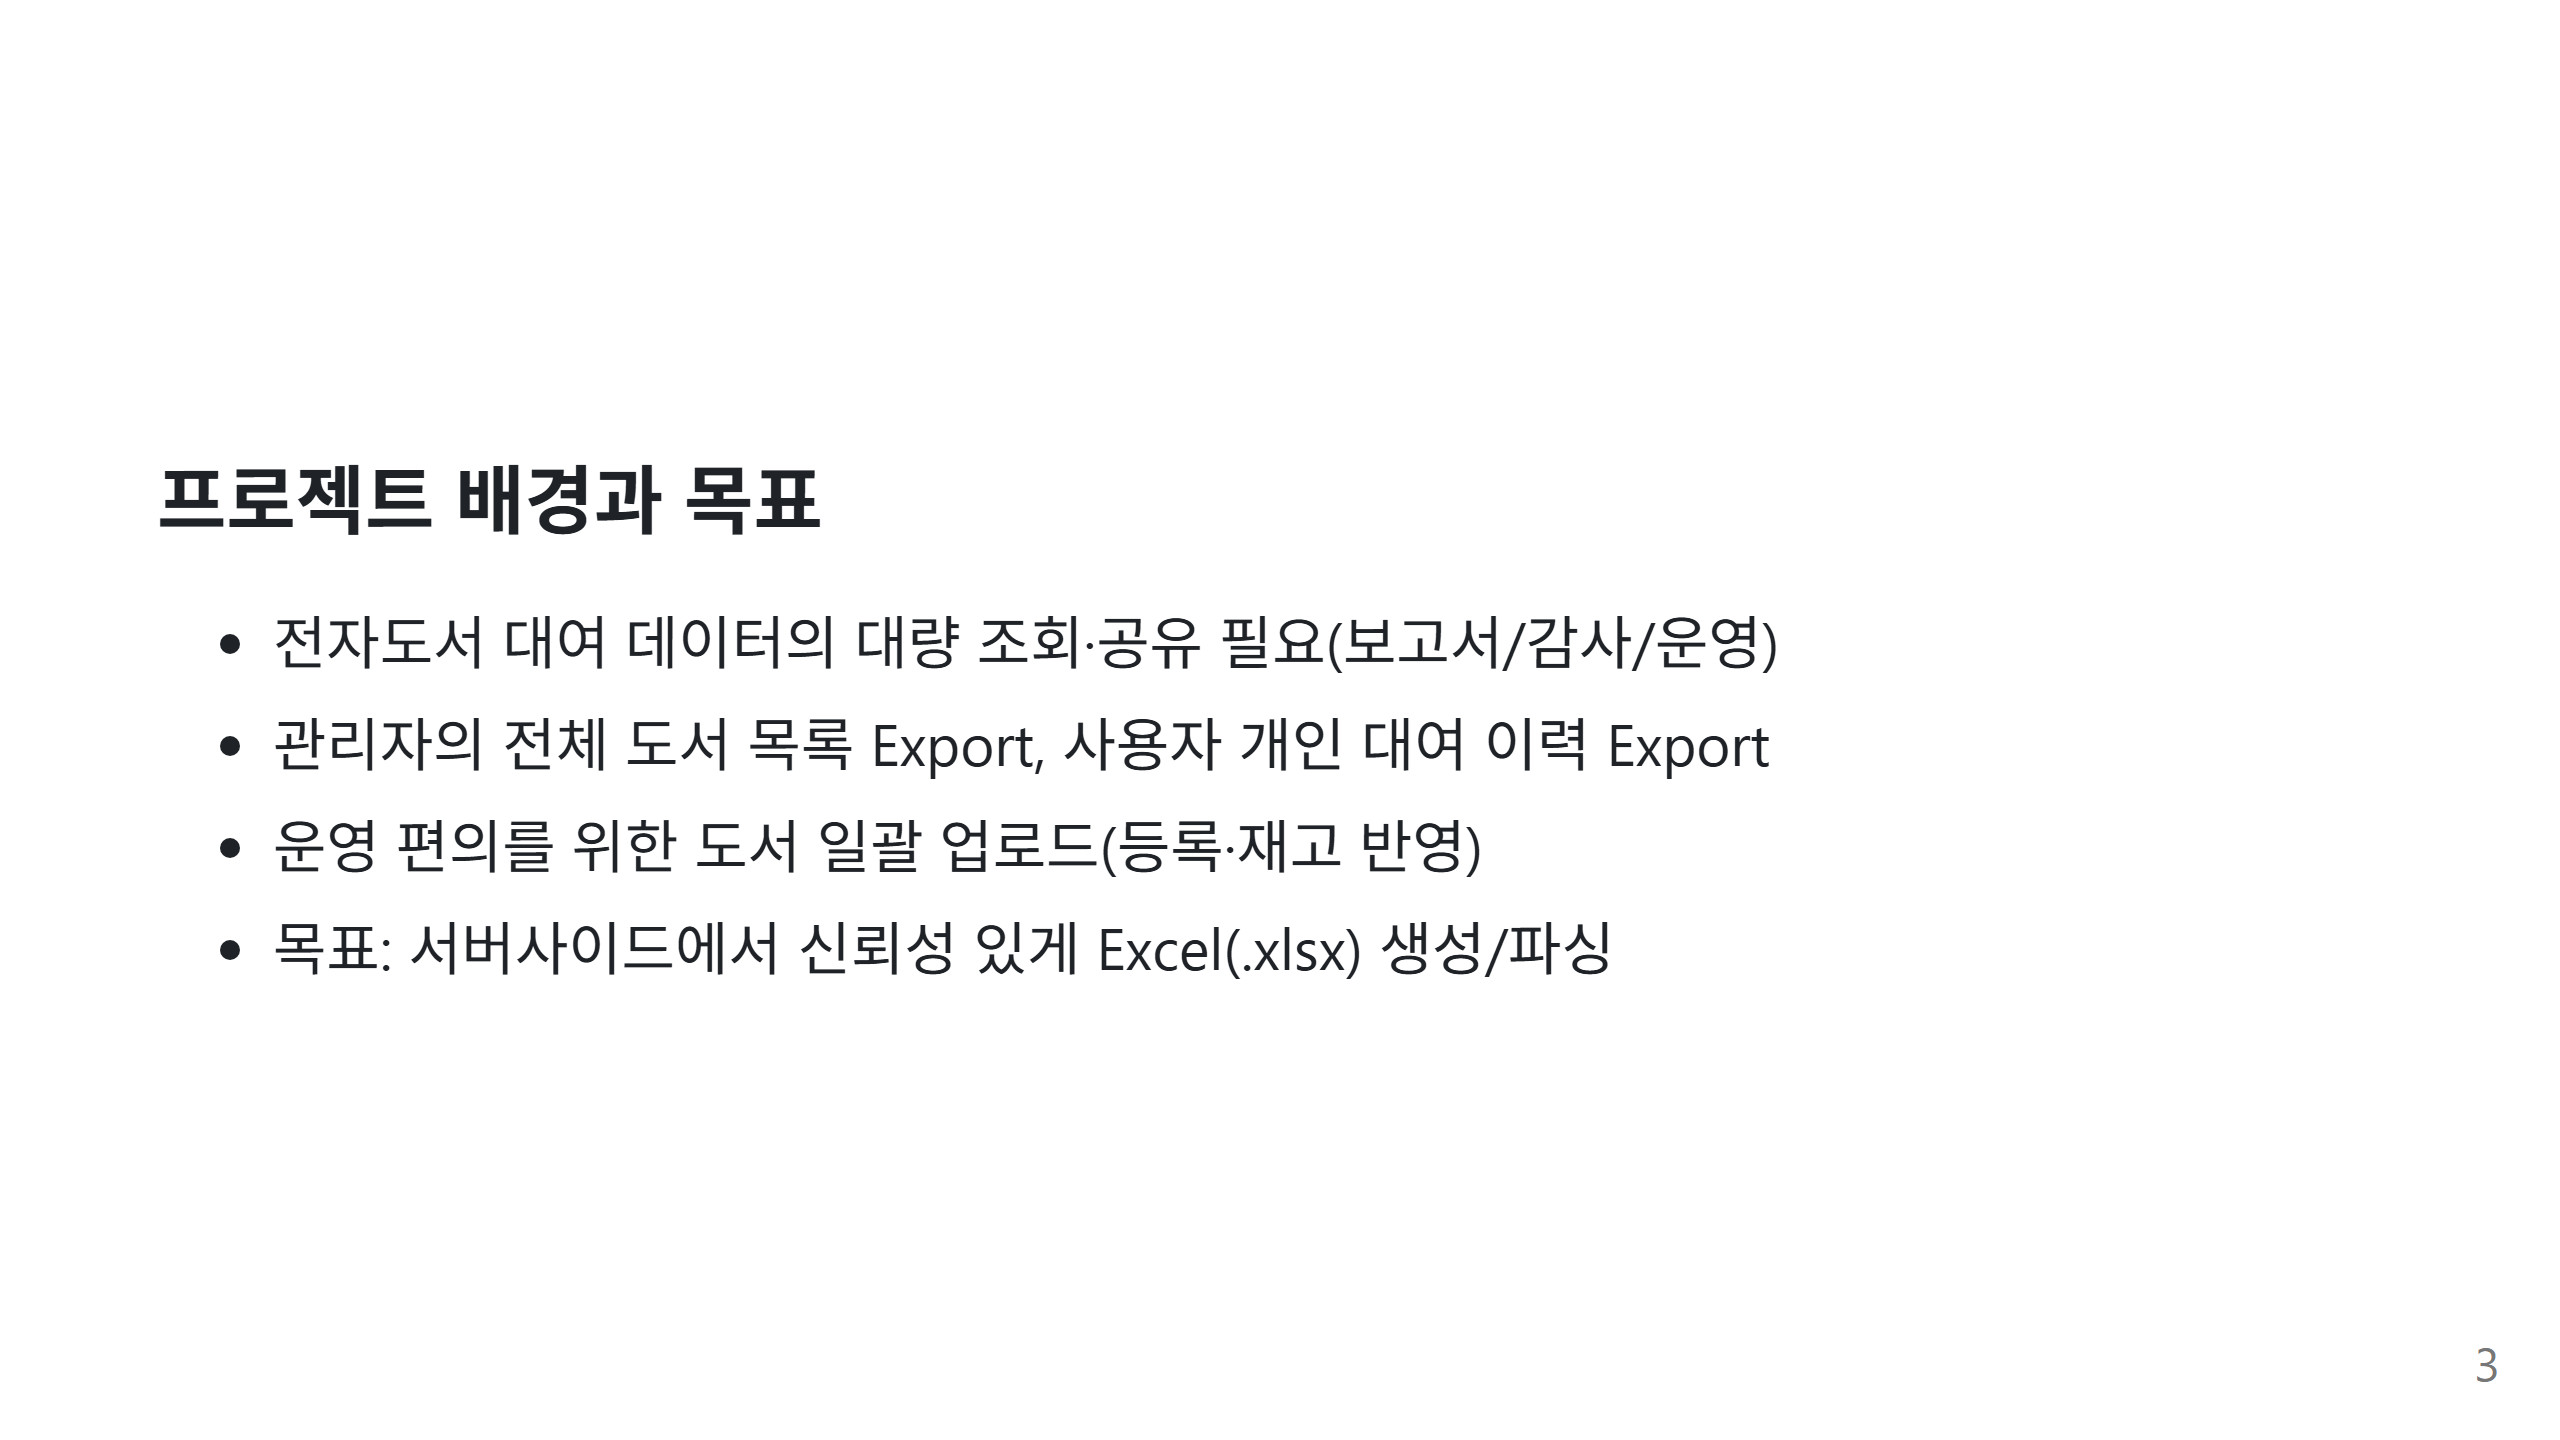 프로젝트 배경과 목표
• 전자도서 대여 데이터의 대량 조회·공유 필요(보고서/감사/운영)
• 관리자의 전체 도서 목록 Export, 사용자 개인 대여 이력 Export
• 운영 편의를 위한 도서 일괄 업로드(등록·재고 반영)
• 목표: 서버사이드에서 신뢰성 있게 Excel(.xlsx) 생성/파싱
3